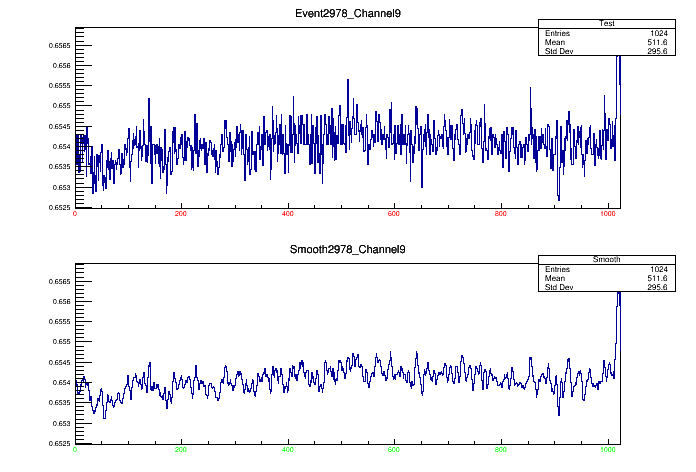 Event2978_Channel9
Test
Entries 1024
Mean 511.6
Std Dev 295.6
0.6565
0.656
0.6555
0.655
0.6545
0.654
0.6535
0.653
0.6525
0 200 400 600 800 1000
Smooth2978_Channel9
Smooth
Entries 1024
Mean 511.6
Std Dev 295.6
0.6565
0.656
0.6555
0.655
0.6545
0.654
0.6535
0.653
0.6525
0 200 400 600 800 1000